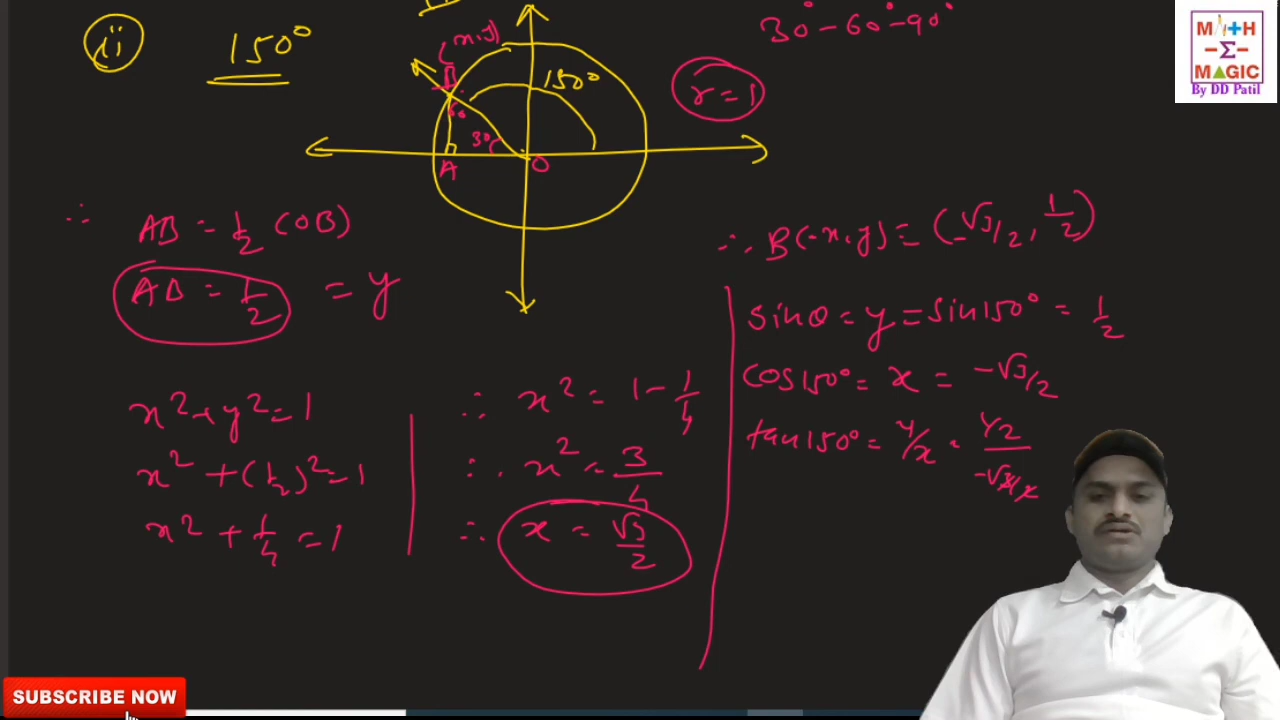 ii
150°
(x,y)
B
60°
30°
A
O
150°
30°-60°-90°
r=1
MATH
-Σ-
MAGIC
By DD Patil
∴ AB = 1/2 (OB)
AB = 1/2 = y
x² + y² = 1
x² + (1/2)² = 1
x² + 1/4 = 1
∴ x² = 1 - 1/4
∴ x² = 3/4
∴ x = √3/2
∴ B(-x,y) = (-√3/2, 1/2)
sinθ = y = sin150° = 1/2
cos150° = x = -√3/2
tan150° = y/x = 1/2 / -√3/2
SUBSCRIBE NOW